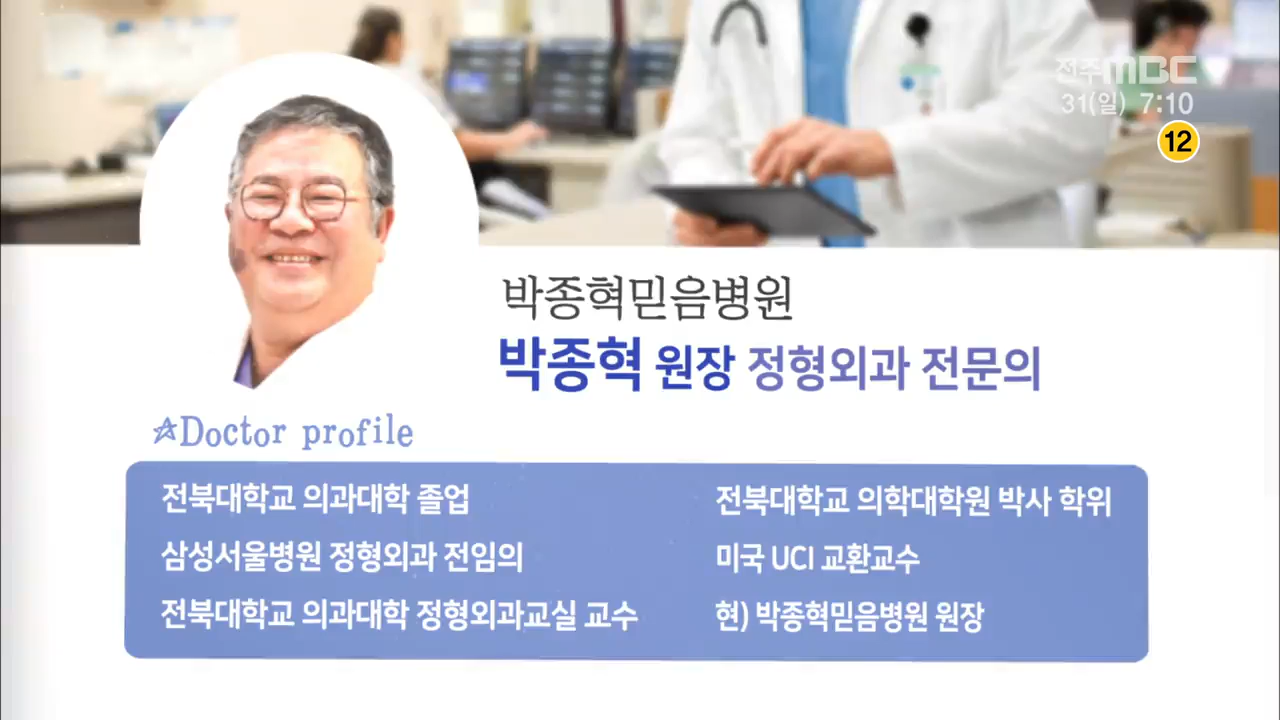 전주MBC
31(일) 7:10
12
박종혁믿음병원
박종혁 원장 정형외과 전문의
Doctor profile
전북대학교 의과대학 졸업
삼성서울병원 정형외과 전임의
전북대학교 의과대학 정형외과교실 교수
전북대학교 의학대학원 박사 학위
미국 UCI 교환교수
현) 박종혁믿음병원 원장